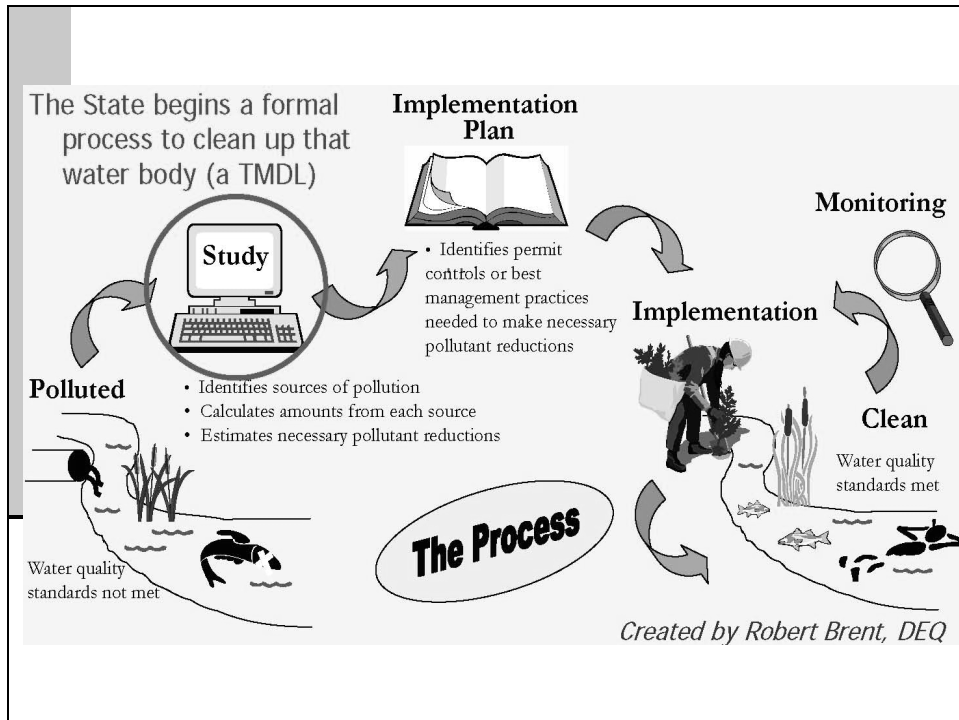 The State begins a formal
process to clean up that
water body (a TMDL)
Implementation
Plan
• Identifies permit
controls or best
management practices
needed to make necessary
pollutant reductions
Study
• Identifies sources of pollution
• Calculates amounts from each source
• Estimates necessary pollutant reductions
Polluted
Water quality
standards not met
The Process
Implementation
Monitoring
Clean
Water quality
standards met
Created by Robert Brent, DEQ